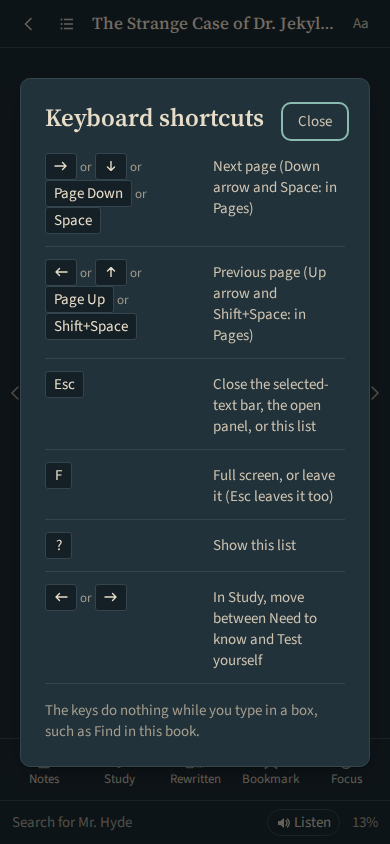 The Strange Case of Dr. Jekyl... Aa
Keyboard shortcuts Close
→ or ↓ or
Page Down or
Space
Next page (Down
arrow and Space: in
Pages)
← or ↑ or
Page Up or
Shift+Space
Previous page (Up
arrow and
Shift+Space: in
Pages)
Esc
Close the selected-
text bar, the open
panel, or this list
F
Full screen, or leave
it (Esc leaves it too)
?
Show this list
← or →
In Study, move
between Need to
know and Test
yourself
The keys do nothing while you type in a box,
such as Find in this book.
Notes Study Rewritten Bookmark Focus
Search for Mr. Hyde Listen 13%